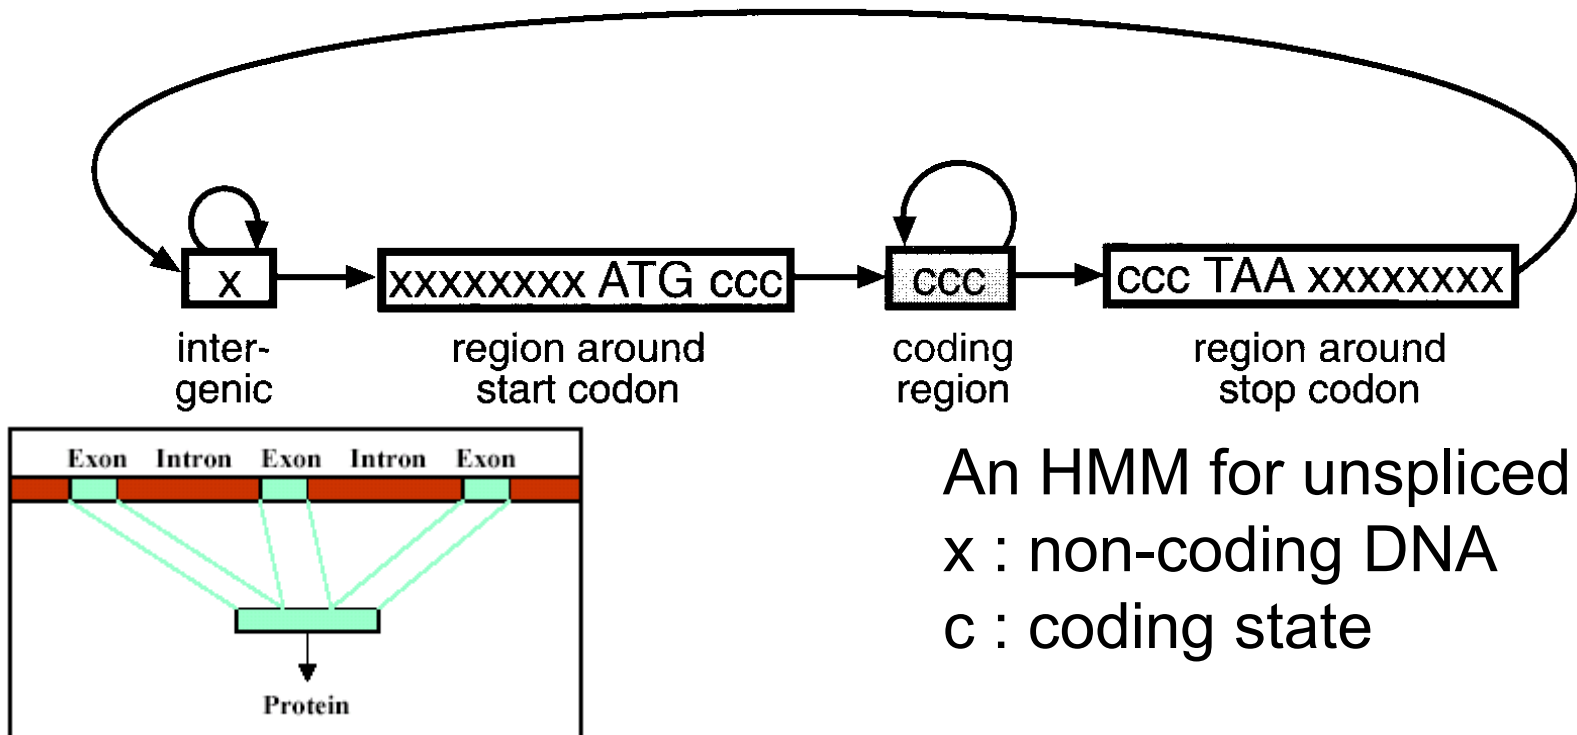 x
xxxxxxxx ATG ccc
ccc
ccc TAA xxxxxxxx
inter-
genic
region around
start codon
coding
region
region around
stop codon
Exon Intron Exon Intron Exon
Protein
An HMM for unspliced
x : non-coding DNA
c : coding state